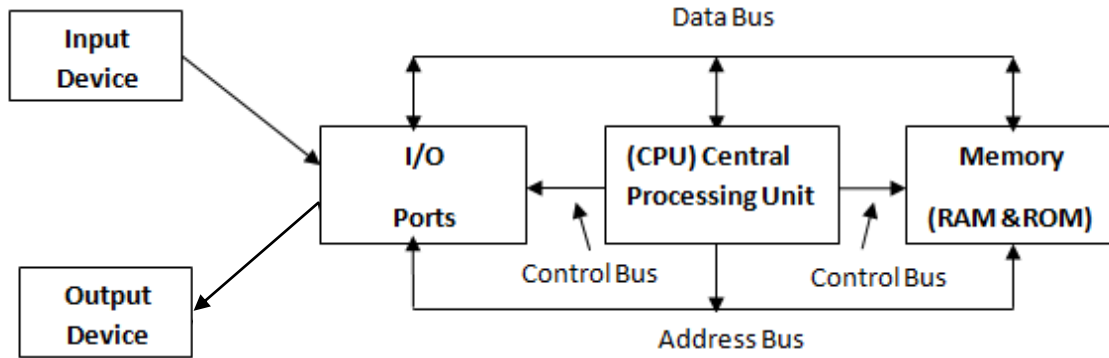 Data Bus
Input
Device
I/O
Ports
(CPU) Central
Processing Unit
Memory
(RAM &ROM)
Control Bus
Control Bus
Output
Device
Address Bus